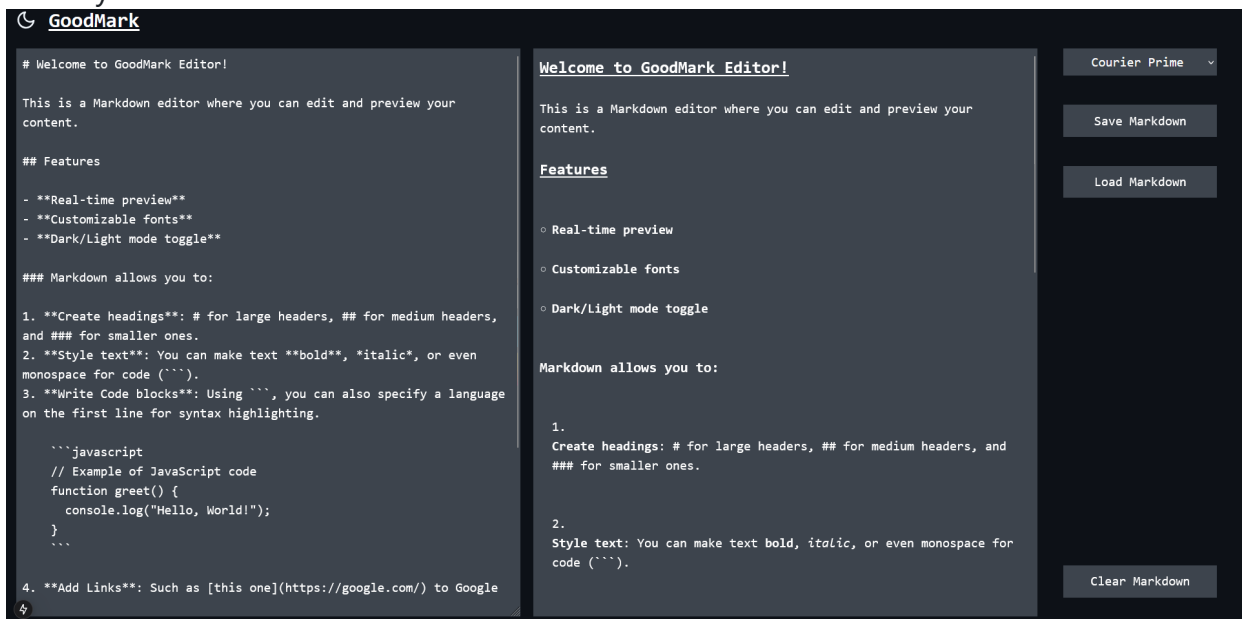 GoodMark
# Welcome to GoodMark Editor!
This is a Markdown editor where you can edit and preview your
content.
## Features
- **Real-time preview**
- **Customizable fonts**
- **Dark/Light mode toggle**
### Markdown allows you to:
1. **Create headings**: # for large headers, ## for medium headers,
and ### for smaller ones.
2. **Style text**: You can make text **bold**, *italic*, or even
monospace for code (```).
3. **Write Code blocks**: Using ```, you can also specify a language
on the first line for syntax highlighting.
```javascript
// Example of JavaScript code
function greet() {
console.log("Hello, World!");
}
```
4. **Add Links**: Such as [this one](https://google.com/) to Google
Welcome to GoodMark Editor!
This is a Markdown editor where you can edit and preview your
content.
Features
○ Real-time preview
○ Customizable fonts
○ Dark/Light mode toggle
Markdown allows you to:
1.
Create headings: # for large headers, ## for medium headers, and
### for smaller ones.
2.
Style text: You can make text bold, italic, or even monospace for
code (```).
Courier Prime
Save Markdown
Load Markdown
Clear Markdown